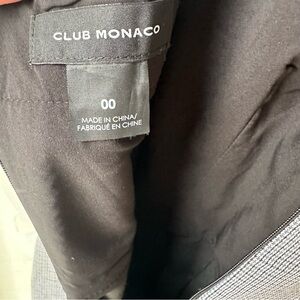 CLUB MONACO
00
MADE IN CHINA/
FABRIQUÉ EN CHINE